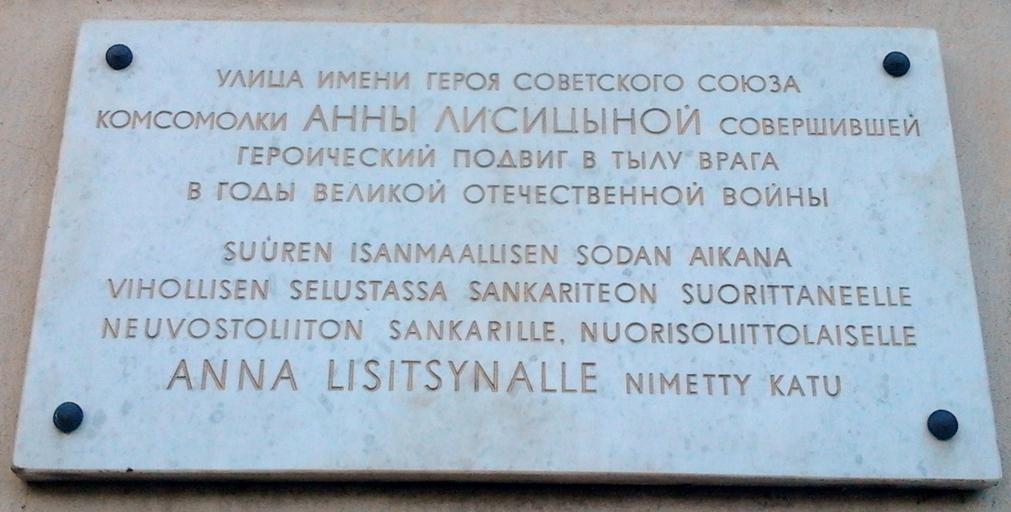 УЛИЦА ИМЕНИ ГЕРОЯ СОВЕТСКОГО СОЮЗА
КОМСОМОЛКИ АННЫ ЛИСИЦЫНОЙ СОВЕРШИВШЕЙ
ГЕРОИЧЕСКИЙ ПОДВИГ В ТЫЛУ ВРАГА
В ГОДЫ ВЕЛИКОЙ ОТЕЧЕСТВЕННОЙ ВОЙНЫ
SUUREN ISANMAALLISEN SODAN AIKANA
VIHOLLISEN SELUSTASSA SANKARITEON SUORITTANEELLE
NEUVOSTOLIITON SANKARILLE, NUORISOLIITTOLAISELLE
ANNA LISITSYNALLE NIMETTY KATU